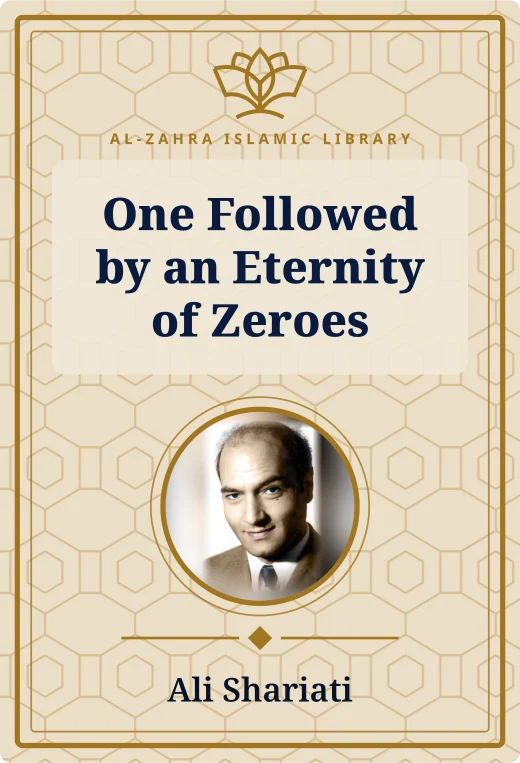 AL-ZAHRA ISLAMIC LIBRARY
One Followed
by an Eternity
of Zeroes
Ali Shariati